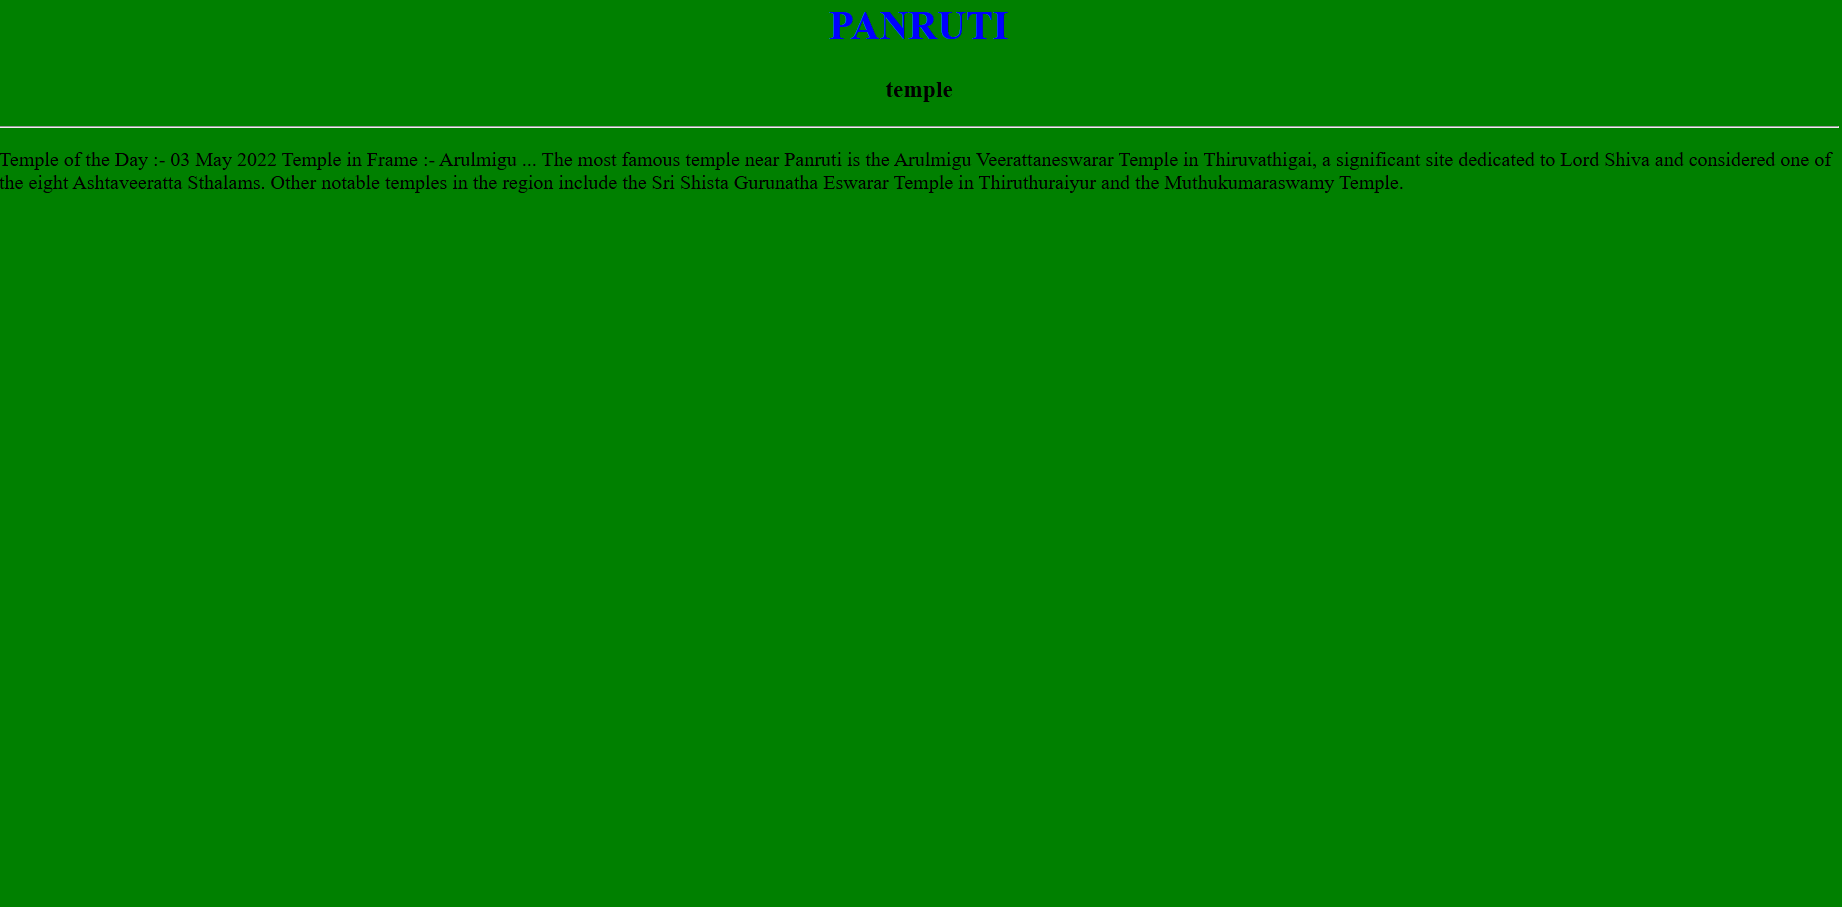 PANRUTI
temple
Temple of the Day :- 03 May 2022 Temple in Frame :- Arulmigu ... The most famous temple near Panruti is the Arulmigu Veerattaneswarar Temple in Thiruvathigai, a significant site dedicated to Lord Shiva and considered one of
the eight Ashtaveeratta Sthalams. Other notable temples in the region include the Sri Shista Gurunatha Eswarar Temple in Thiruthuraiyur and the Muthukumaraswamy Temple.